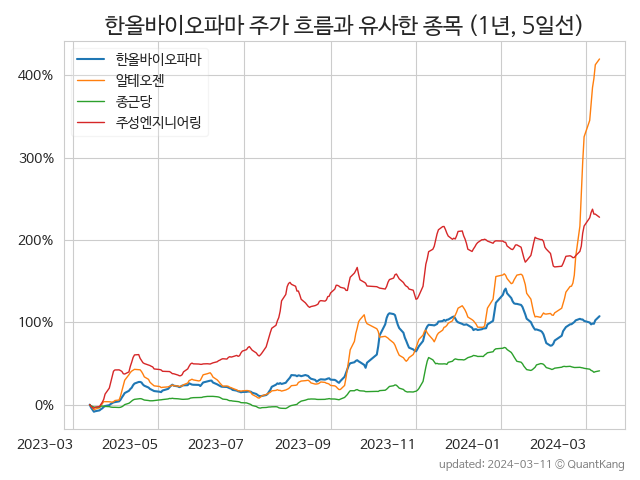 한올바이오파마 주가 흐름과 유사한 종목 (1년, 5일선)
한올바이오파마
알테오젠
종근당
주성엔지니어링
400%
300%
200%
100%
0%
2023-03 2023-05 2023-07 2023-09 2023-11 2024-01 2024-03
updated: 2024-03-11 © QuantKang